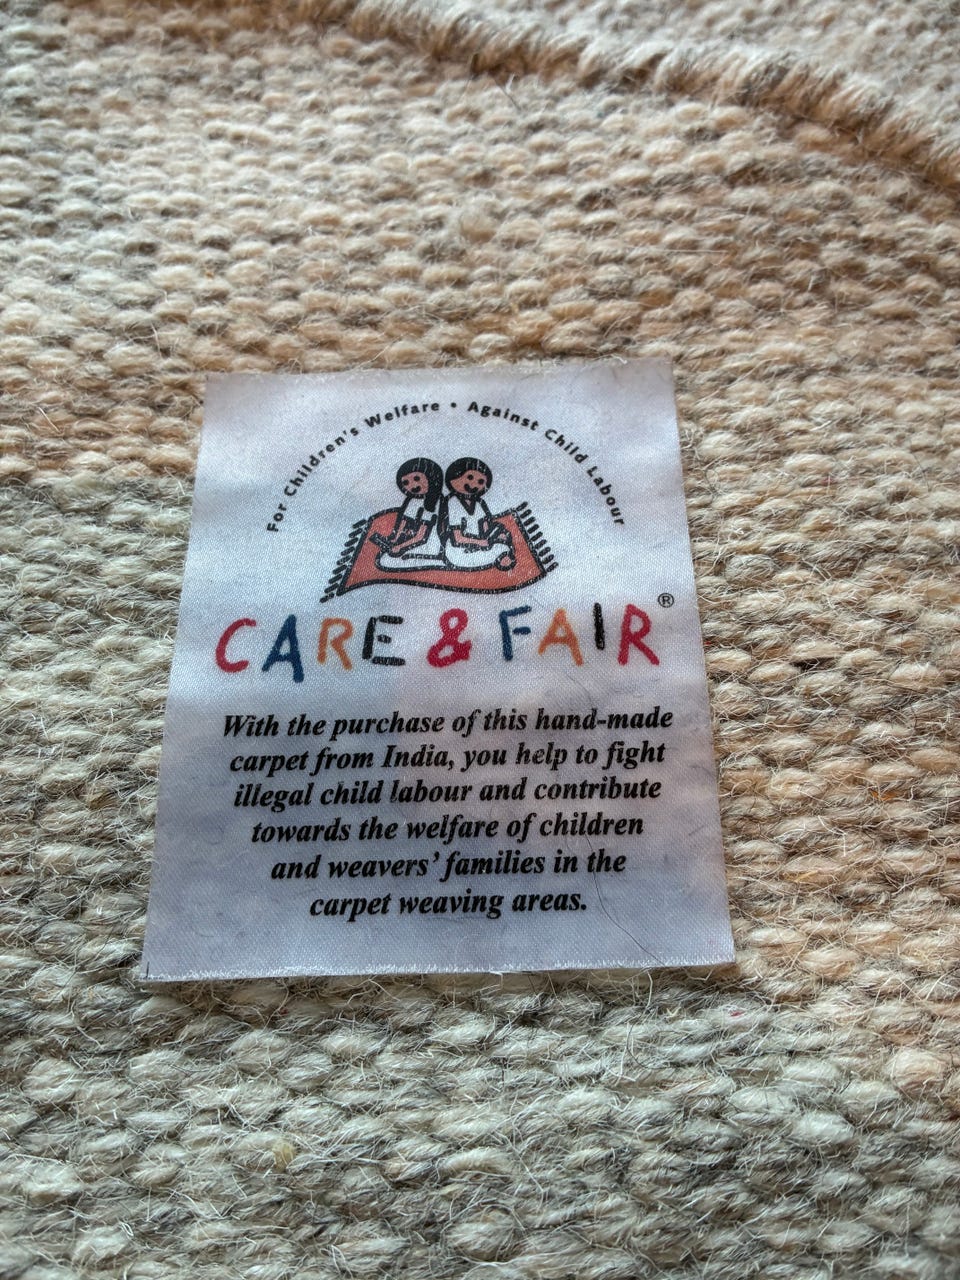 For Children's Welfare • Against Child Labour
CARE & FAIR®
With the purchase of this hand-made
carpet from India, you help to fight
illegal child labour and contribute
towards the welfare of children
and weavers' families in the
carpet weaving areas.